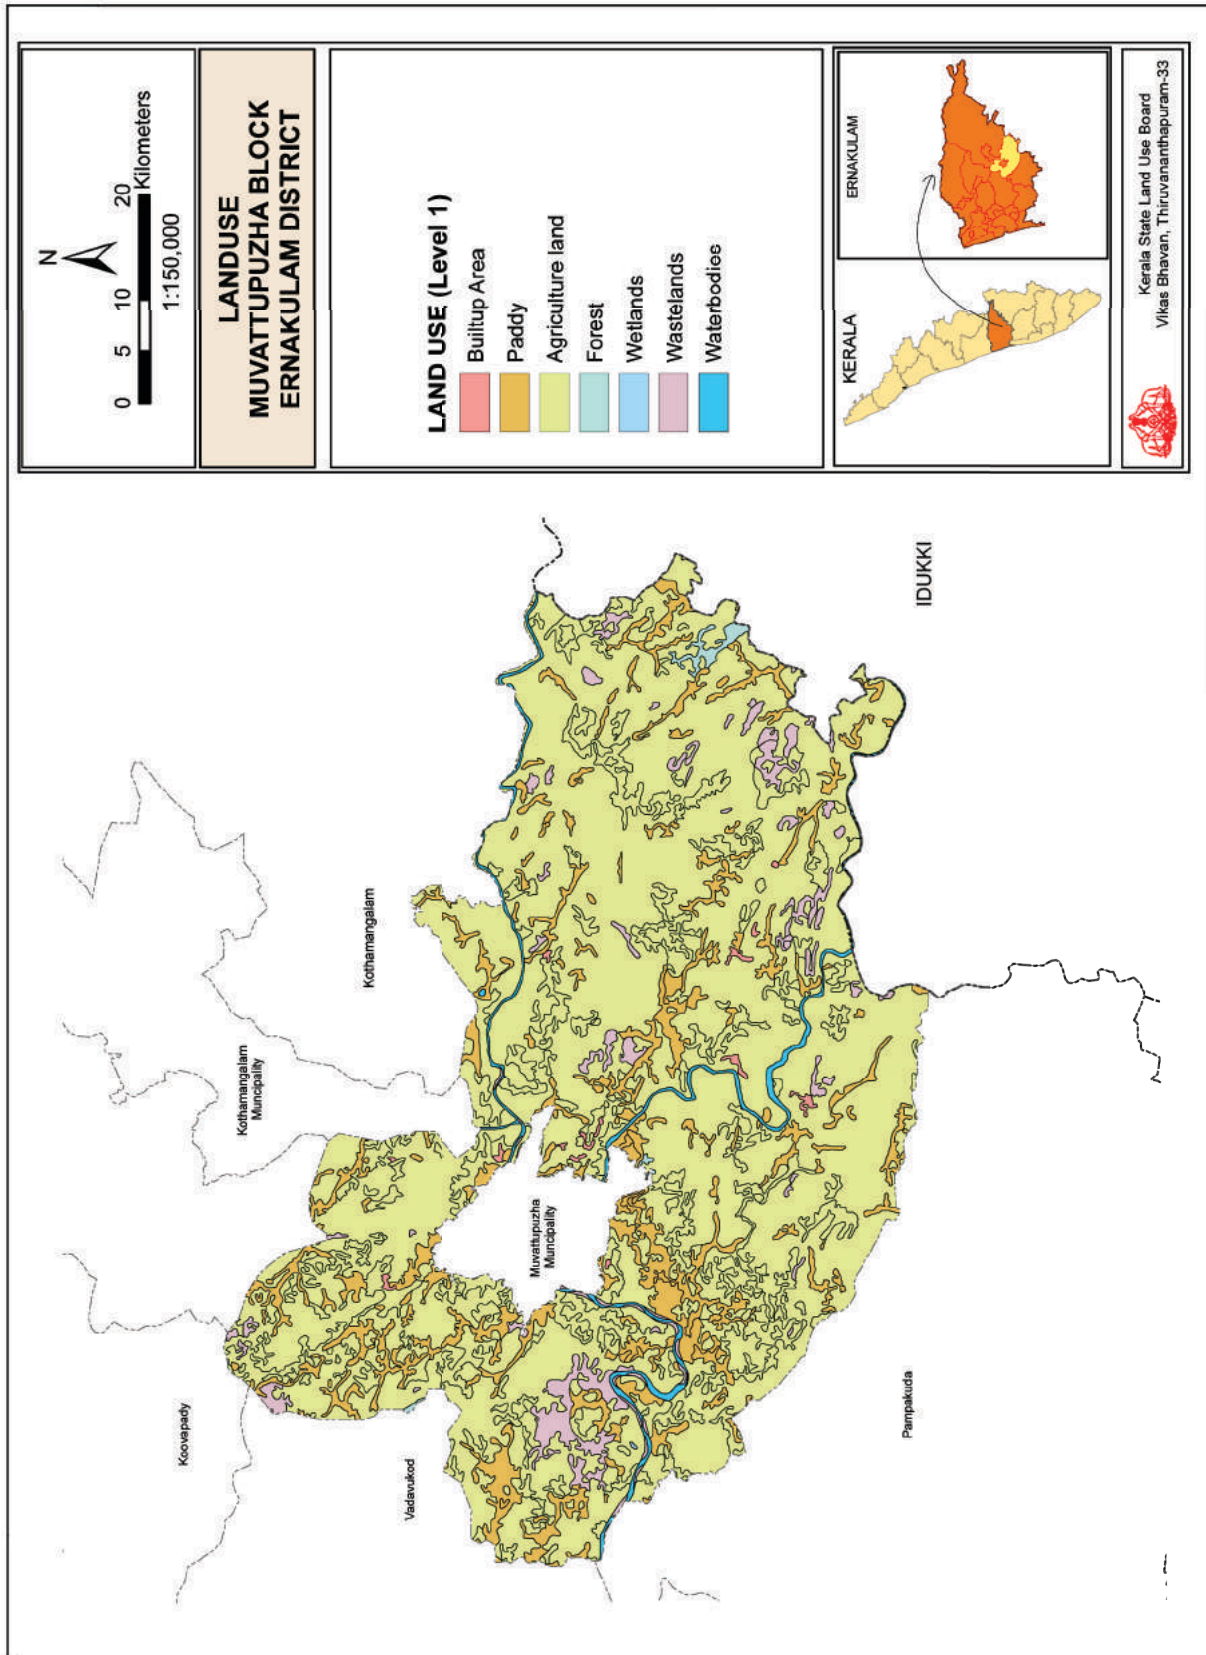 N
0 5 10 20
Kilometers
1:150,000
LANDUSE
MUVATTUPUZHA BLOCK
ERNAKULAM DISTRICT
LAND USE (Level 1)
Builtup Area
Paddy
Agriculture land
Forest
Wetlands
Wastelands
Waterbodiee
KERALA
ERNAKULAM
Kerala State Land Use Board
Vikas Bhavan, Thiruvananthapuram-33
Koovapady
Kothamangalam
Muncipality
Kothamangalam
Vadavukod
Muvattupuzha
Muncipality
Pampakuda
IDUKKI